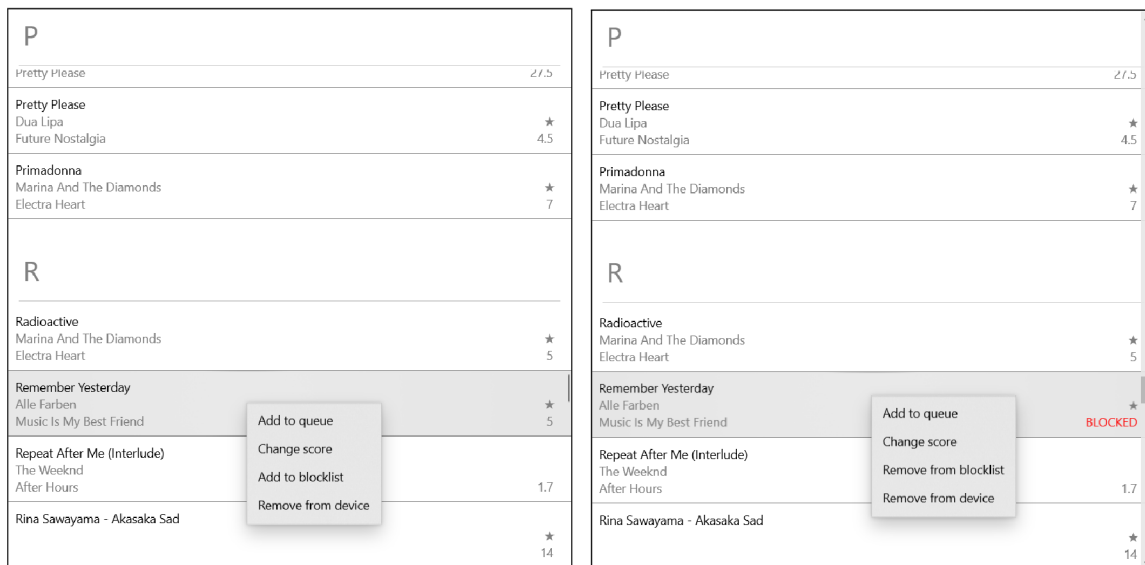 P
Pretty Please 27.5
Pretty Please
Dua Lipa ★
Future Nostalgia 4.5
Primadonna
Marina And The Diamonds ★
Electra Heart 7
R
Radioactive
Marina And The Diamonds ★
Electra Heart 5
Remember Yesterday
Alle Farben ★
Music Is My Best Friend 5
Add to queue
Change score
Add to blocklist
Remove from device
Repeat After Me (Interlude)
The Weeknd
After Hours 1.7
Rina Sawayama - Akasaka Sad
★
14
P
Pretty Please 27.5
Pretty Please
Dua Lipa ★
Future Nostalgia 4.5
Primadonna
Marina And The Diamonds ★
Electra Heart 7
R
Radioactive
Marina And The Diamonds ★
Electra Heart 5
Remember Yesterday
Alle Farben ★
Music Is My Best Friend BLOCKED
Add to queue
Change score
Remove from blocklist
Remove from device
Repeat After Me (Interlude)
The Weeknd
After Hours 1.7
Rina Sawayama - Akasaka Sad
★
14